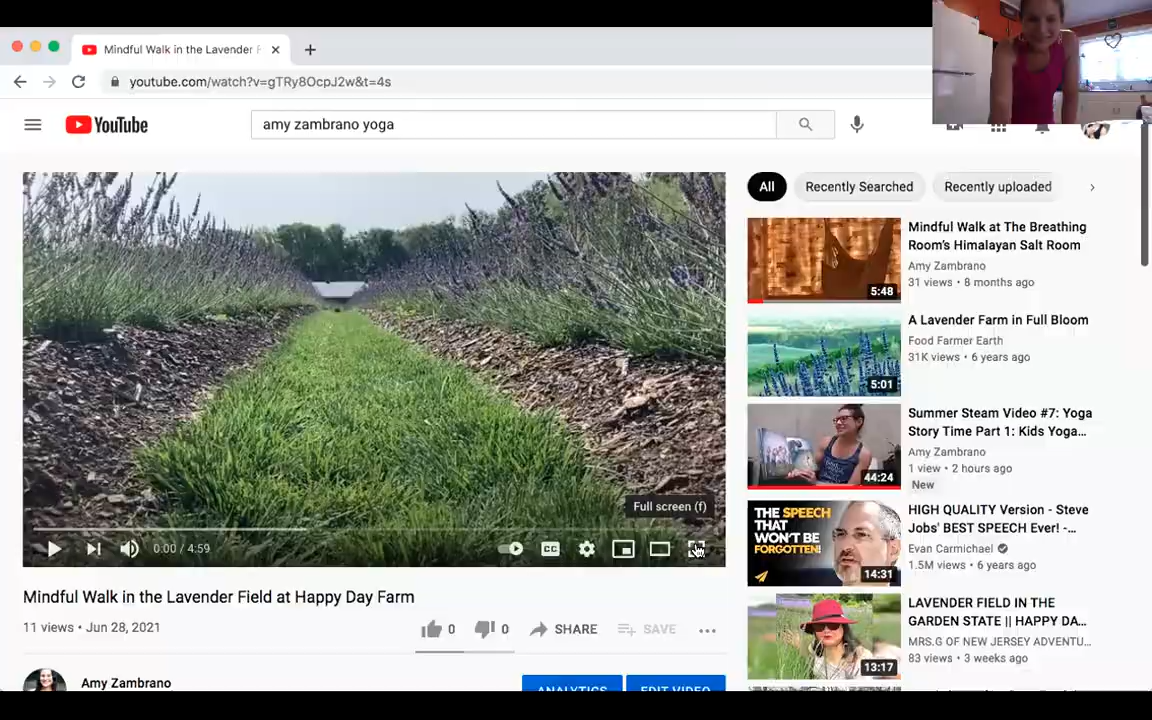 Mindful Walk in the Lavender F
youtube.com/watch?v=gTRy8OcpJ2w&t=4s
YouTube
amy zambrano yoga
All
Recently Searched
Recently uploaded
Full screen (f)
CC
0:00 / 4:59
Mindful Walk in the Lavender Field at Happy Day Farm
11 views • Jun 28, 2021
0
0
SHARE
SAVE
Amy Zambrano
ANALYTICS
EDIT VIDEO
5:48
Mindful Walk at The Breathing
Room's Himalayan Salt Room
Amy Zambrano
31 views • 8 months ago
5:01
A Lavender Farm in Full Bloom
Food Farmer Earth
31K views • 6 years ago
44:24
Summer Steam Video #7: Yoga
Story Time Part 1: Kids Yoga...
Amy Zambrano
1 view • 2 hours ago
New
THE SPEECH
THAT
WON'T BE
FORGOTTEN!
14:31
HIGH QUALITY Version - Steve
Jobs' BEST SPEECH Ever! -...
Evan Carmichael
1.5M views • 6 years ago
13:17
LAVENDER FIELD IN THE
GARDEN STATE || HAPPY DA...
MRS.G OF NEW JERSEY ADVENTU...
83 views • 3 weeks ago